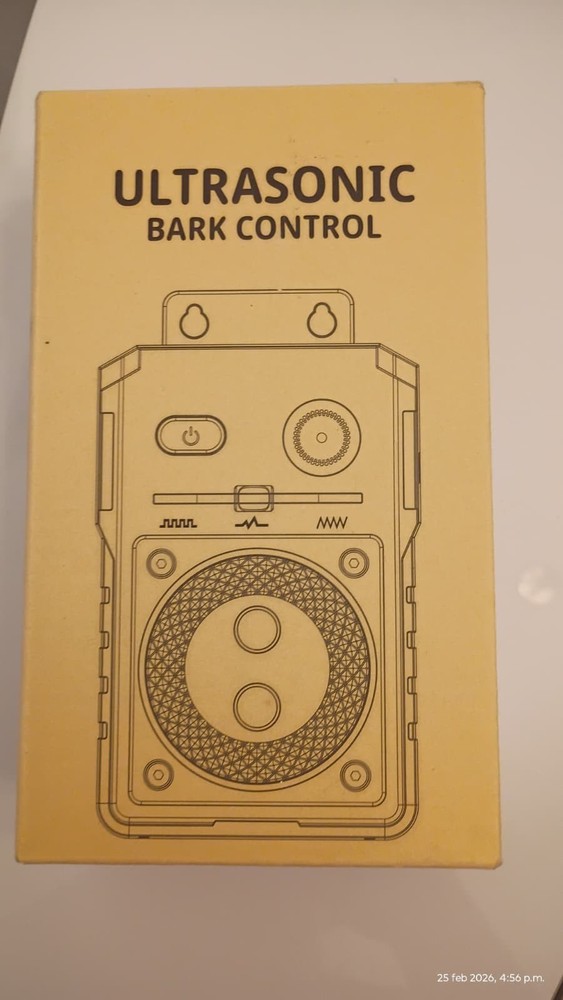 ULTRASONIC
BARK CONTROL
25 feb 2026, 4:56 p.m.